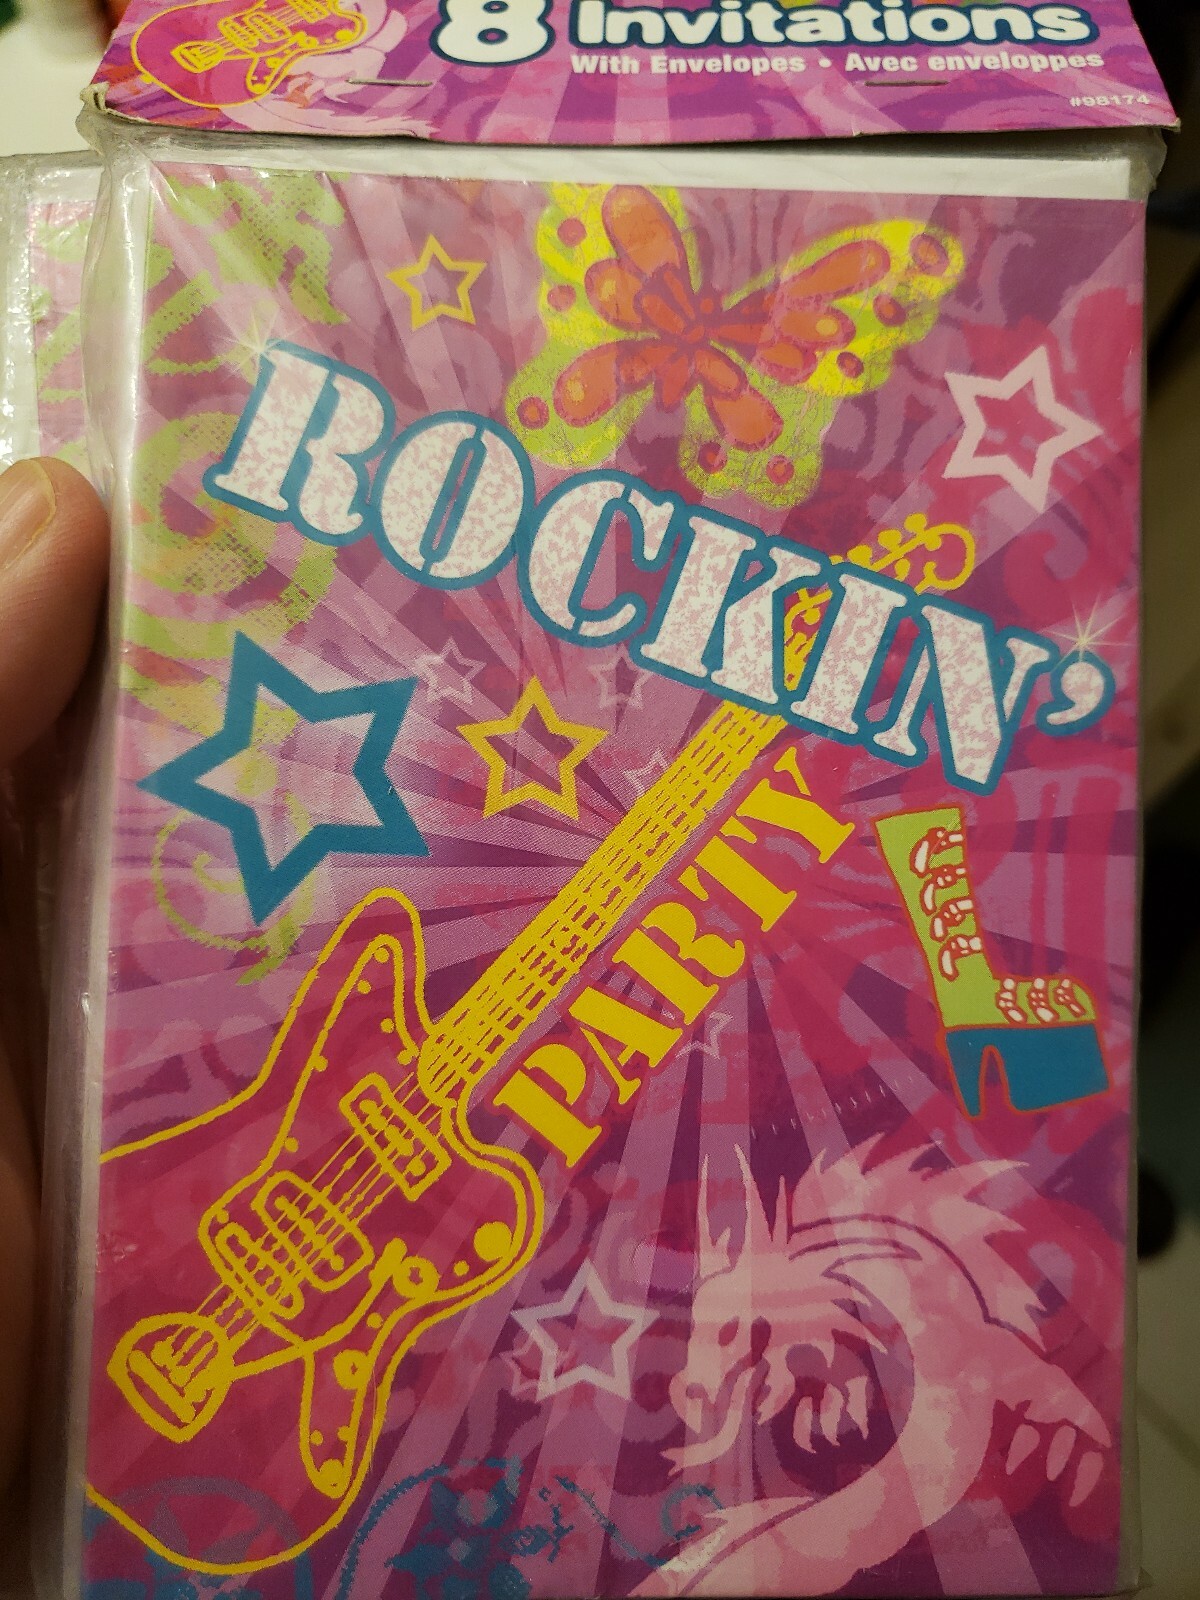 8 Invitations
With Envelopes • Avec enveloppes
#98174
ROCKIN'
PARTY